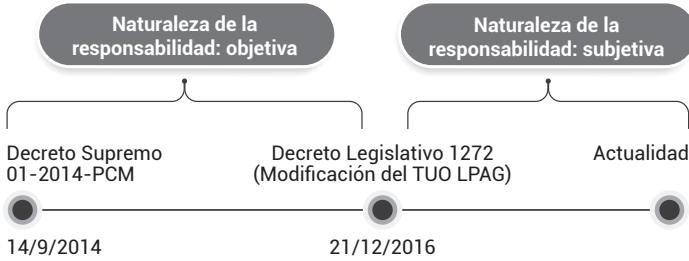 Naturaleza de la
responsabilidad: objetiva
Naturaleza de la
responsabilidad: subjetiva
Decreto Supremo
01-2014-PCM
Decreto Legislativo 1272
(Modificación del TUO LPAG)
Actualidad
14/9/2014
21/12/2016